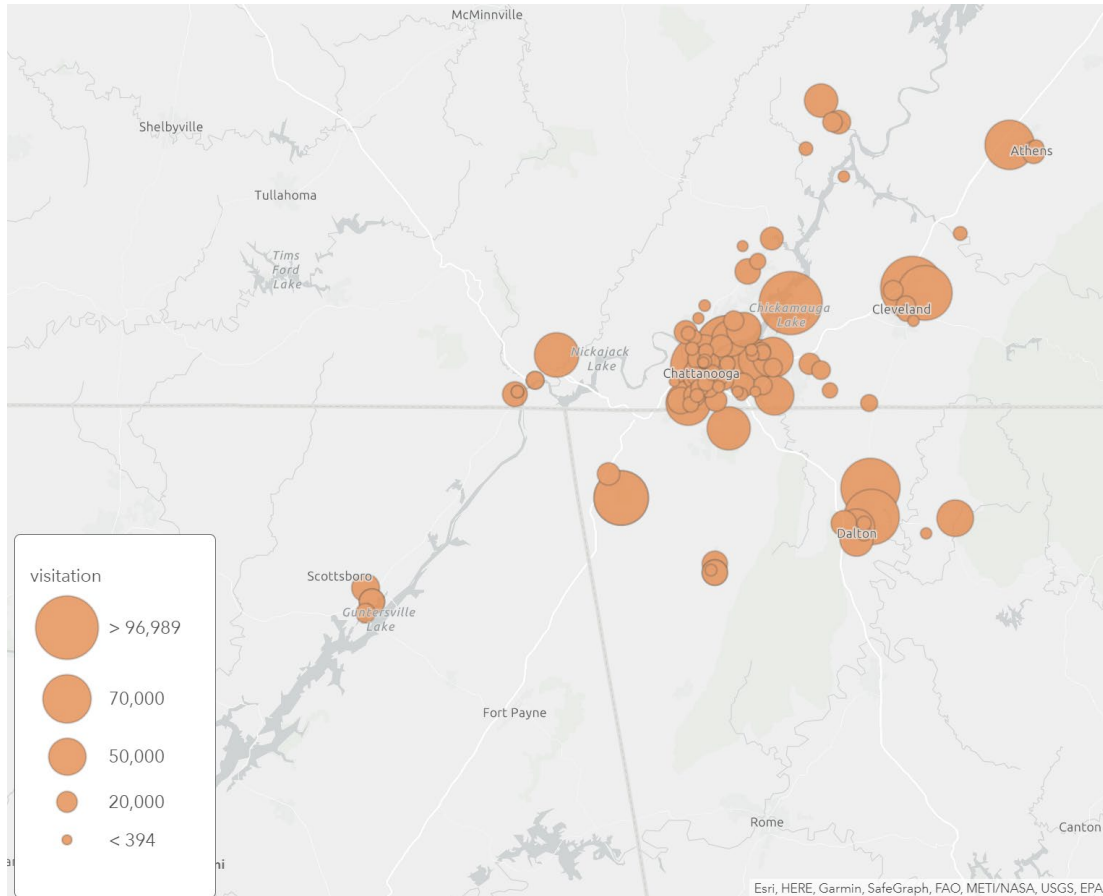 McMinnville
Shelbyville
Athens
Tullahoma
Tims
Ford
Lake
Chickamauga
Lake
Cleveland
Nickajack
Lake
Chattanooga
Dalton
Scottsboro
Guntersville
Lake
visitation
> 96,989
70,000
50,000
20,000
< 394
Fort Payne
Rome
Canton
Esri, HERE, Garmin, SafeGraph, FAO, METI/NASA, USGS, EPA